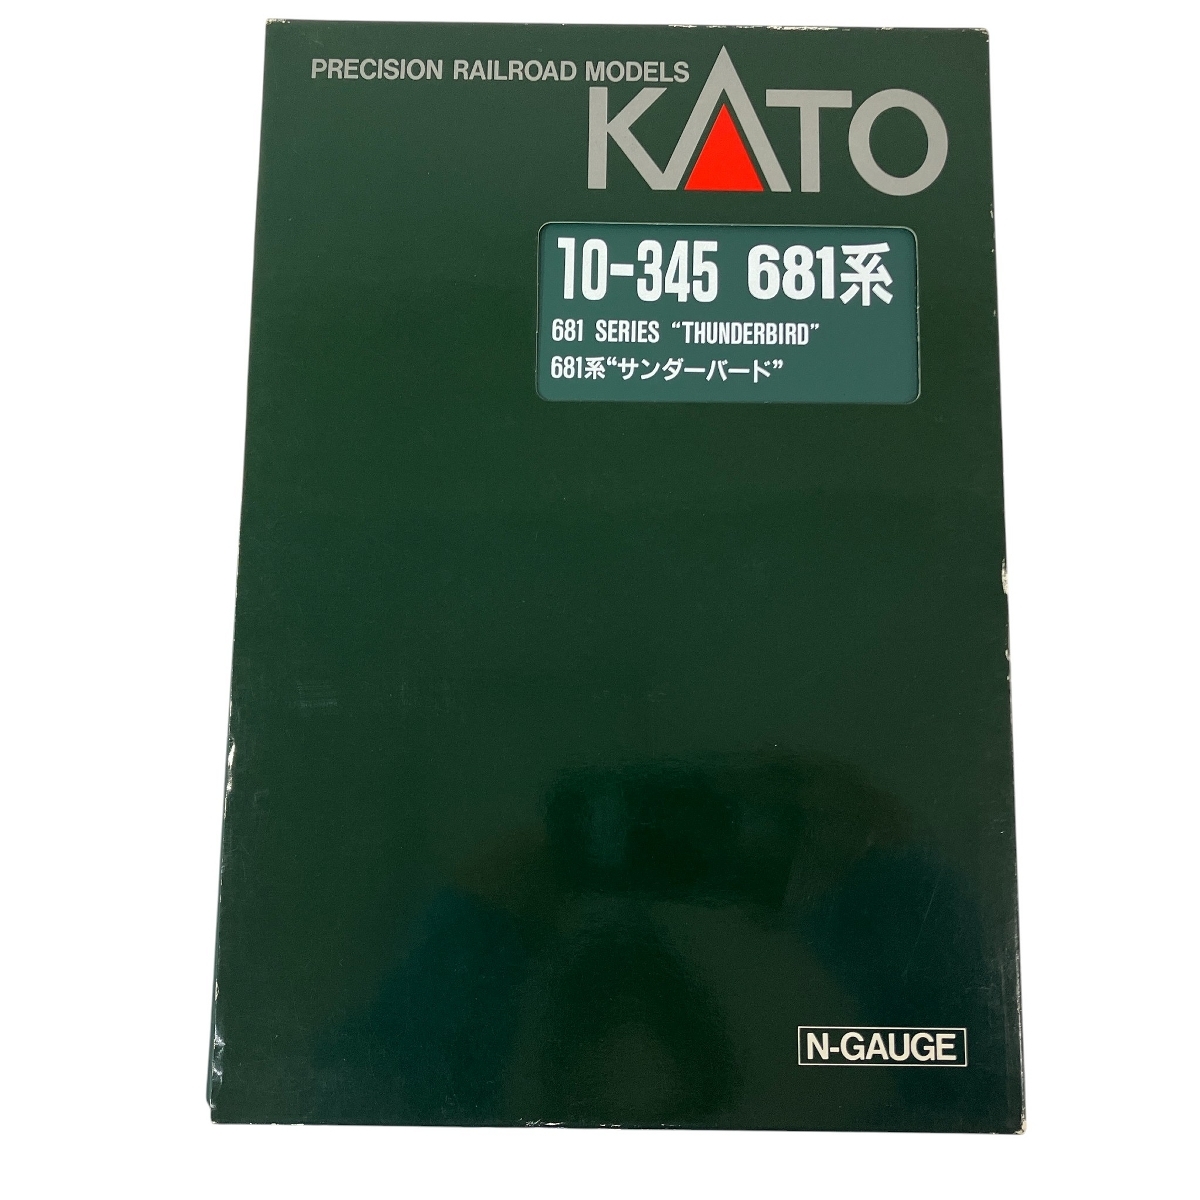 PRECISION RAILROAD MODELS
KATO
10-345 681系
681 SERIES “THUNDERBIRD”
681系“サンダーバード”
N-GAUGE